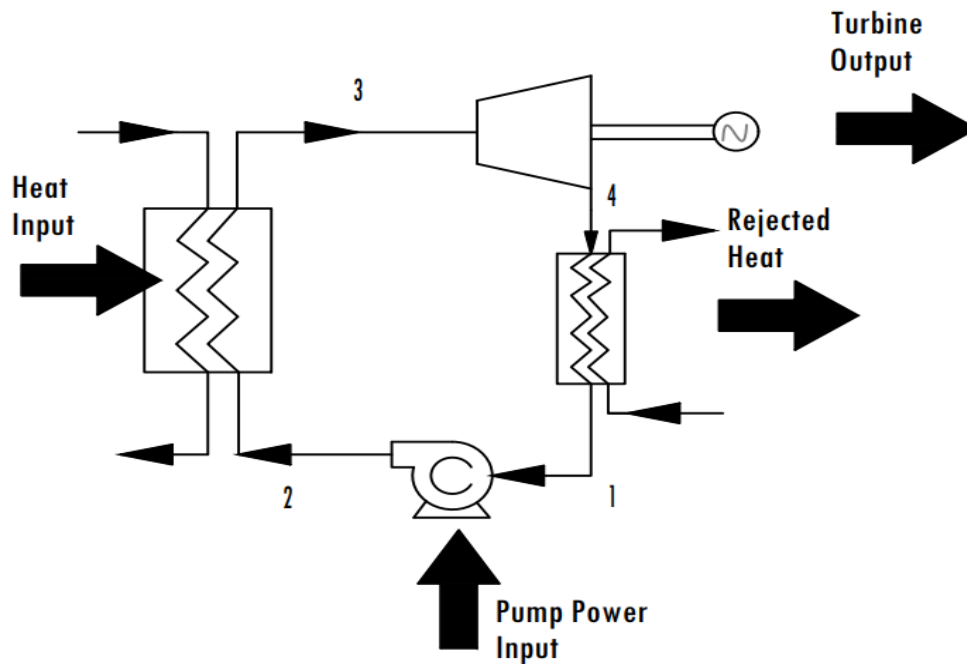 Turbine
Output
3
Heat
Input
4
Rejected
Heat
2
1
Pump Power
Input